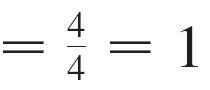 = 4/4 = 1